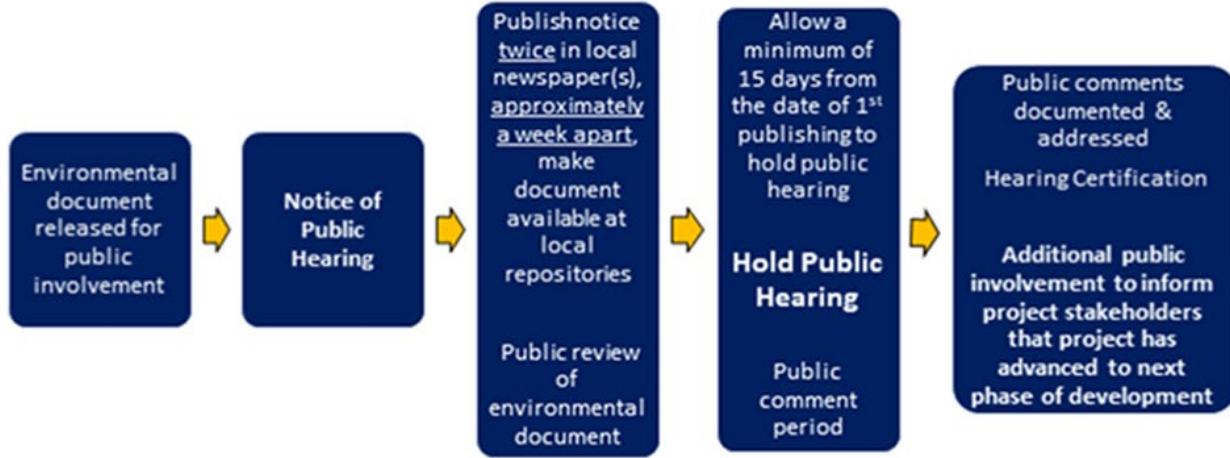 Environmental
document
released for
public
involvement
Notice of
Public
Hearing
Publish notice
twice in local
newspaper(s),
approximately
a week apart,
make
document
available at
local
repositories
Public review
of
environmental
document
Allow a
minimum of
15 days from
the date of 1st
publishing to
hold public
hearing
Hold Public
Hearing
Public
comment
period
Public comments
documented &
addressed
Hearing Certification
Additional public
involvement to inform
project stakeholders
that project has
advanced to next
phase of development